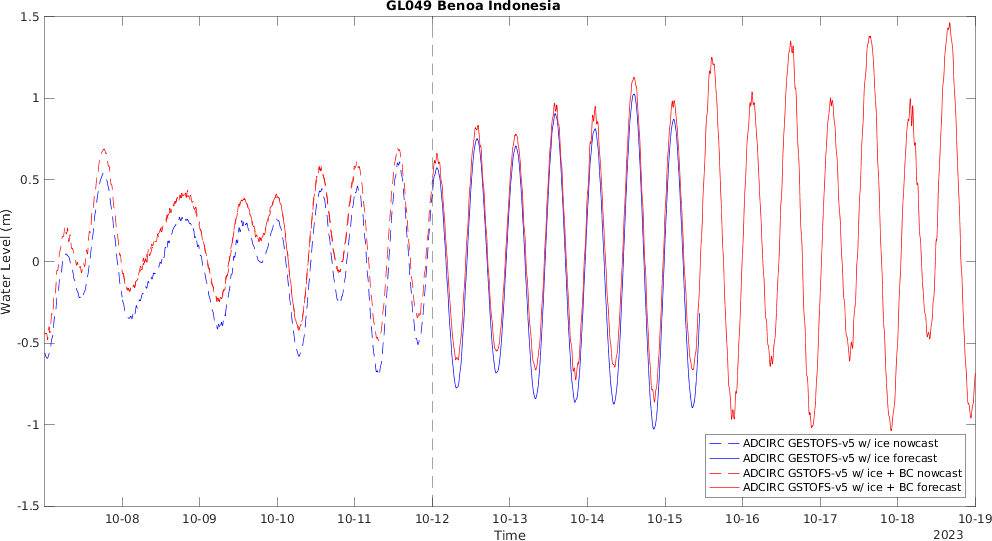 GL049 Benoa Indonesia
1.5
1
0.5
0
-0.5
-1
-1.5
Water Level (m)
ADCIRC GESTOFS-v5 w/ ice nowcast
ADCIRC GESTOFS-v5 w/ ice forecast
ADCIRC GSTOFS-v5 w/ ice + BC nowcast
ADCIRC GSTOFS-v5 w/ ice + BC forecast
10-08 10-09 10-10 10-11 10-12 10-13 10-14 10-15 10-16 10-17 10-18 10-19
Time
2023